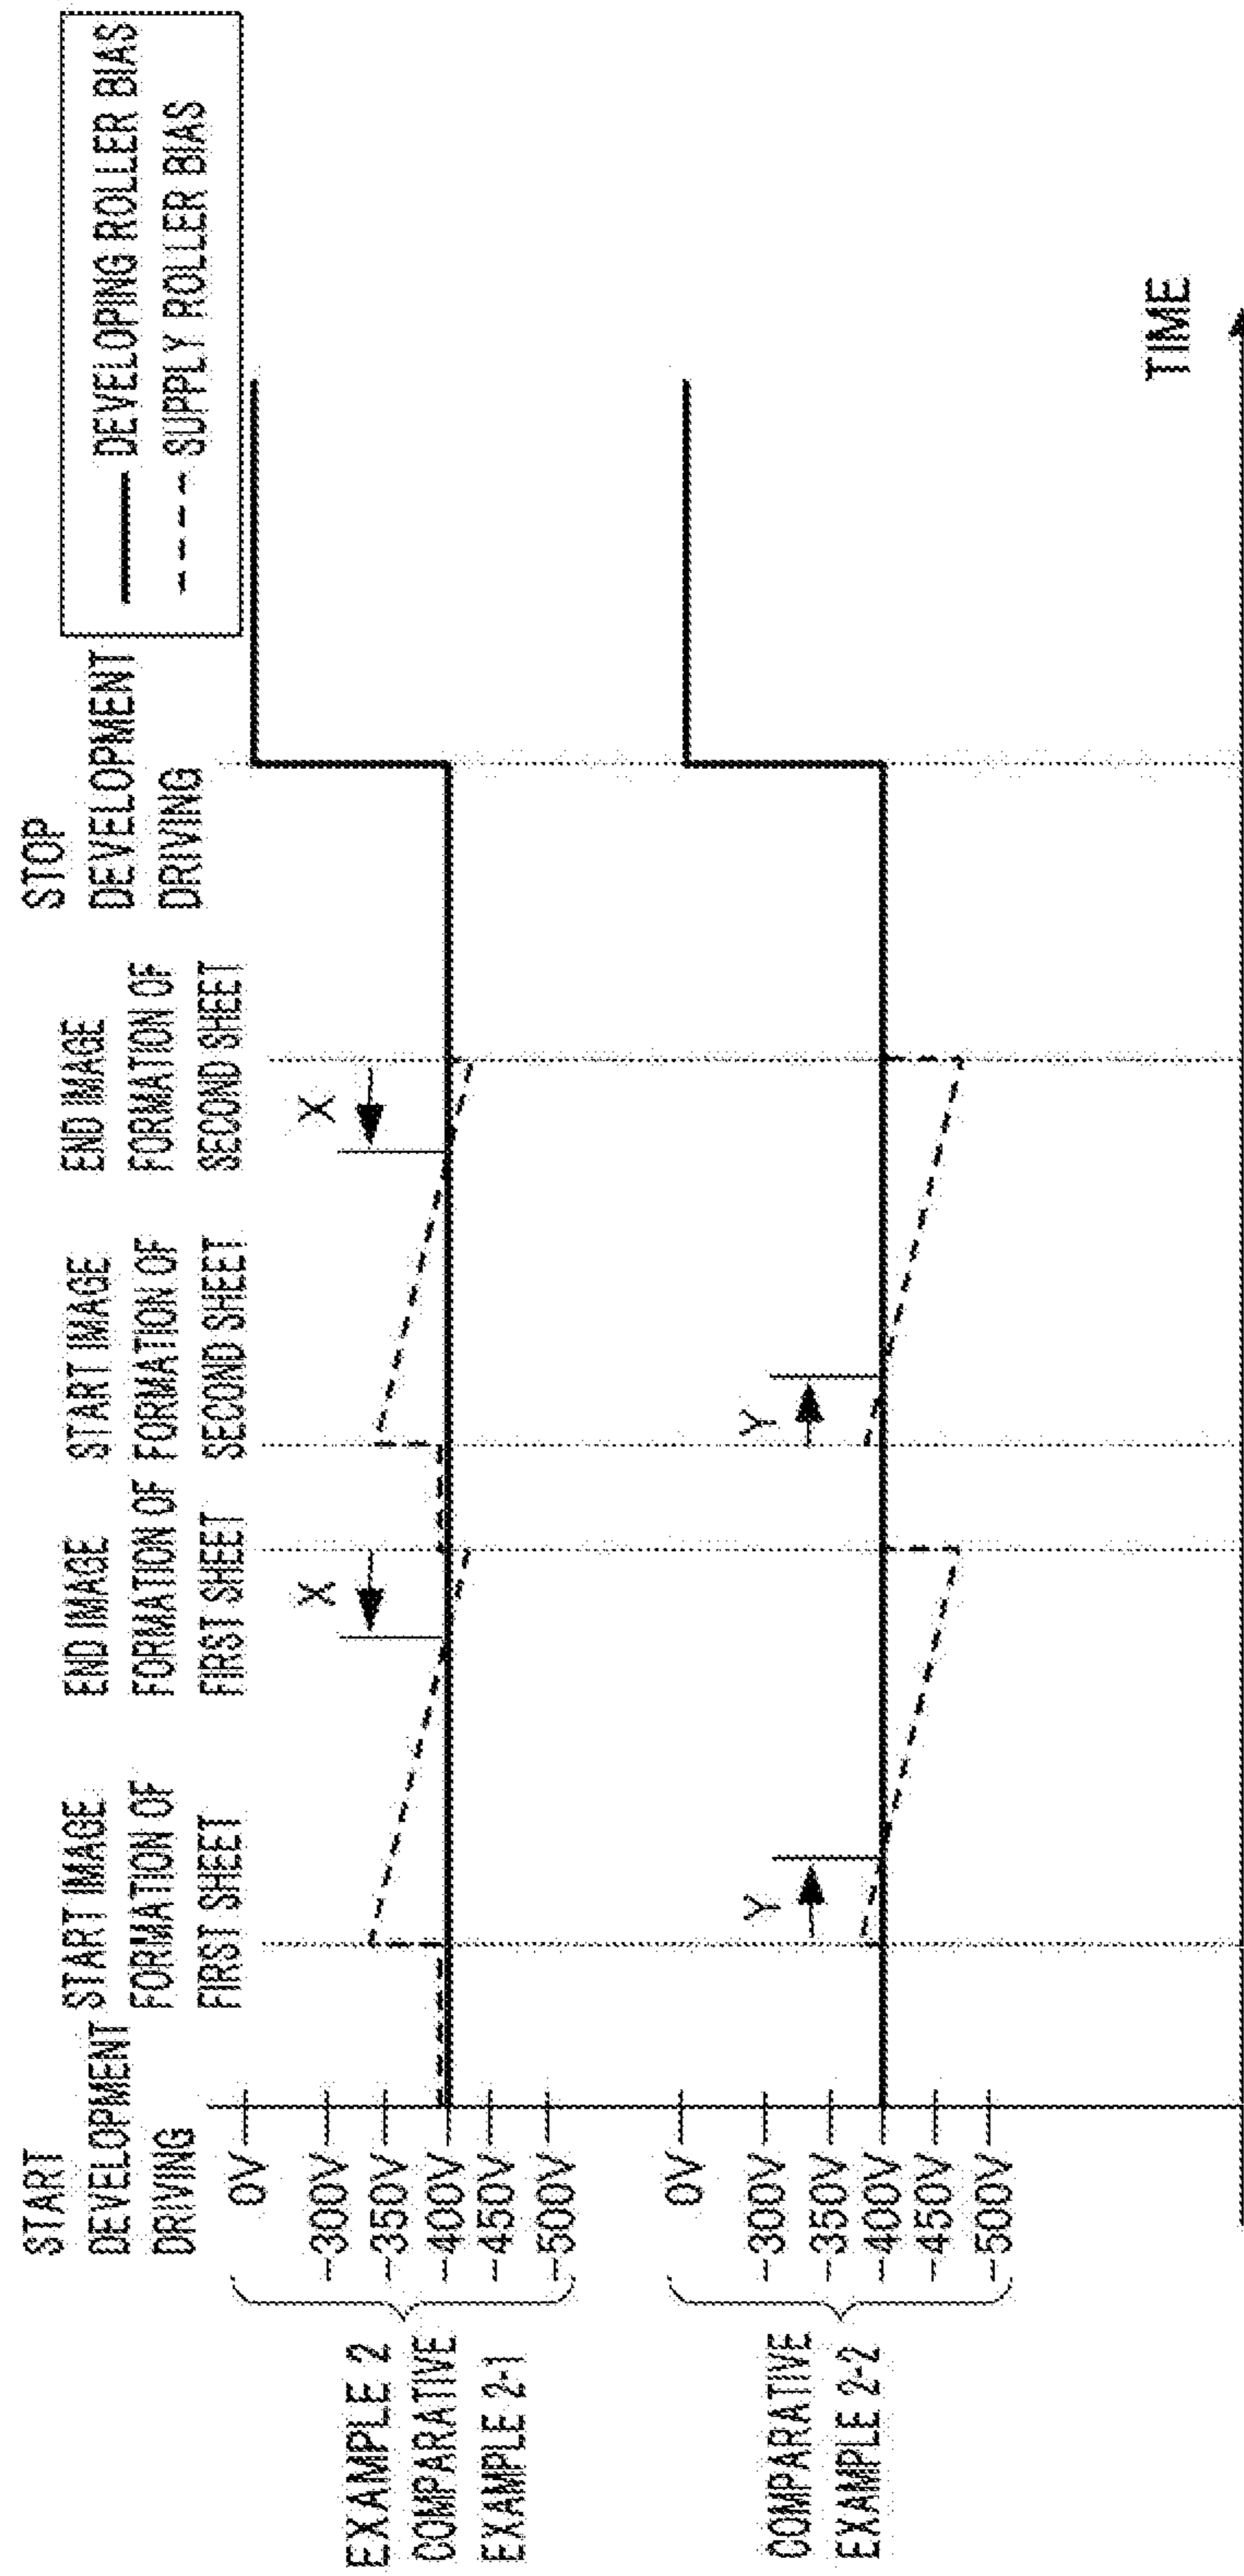 DEVELOPING ROLLER BIAS
SUPPLY ROLLER BIAS
START
DEVELOPMENT
DRIVING
START IMAGE
FORMATION OF
FIRST SHEET
END IMAGE
FORMATION OF
FIRST SHEET
START IMAGE
FORMATION OF
SECOND SHEET
END IMAGE
FORMATION OF
SECOND SHEET
STOP
DEVELOPMENT
DRIVING
EXAMPLE 2
COMPARATIVE
EXAMPLE 2-1
0V
-300V
-350V
-400V
-450V
-500V
X
X
COMPARATIVE
EXAMPLE 2-2
0V
-300V
-350V
-400V
-450V
-500V
Y
Y
TIME